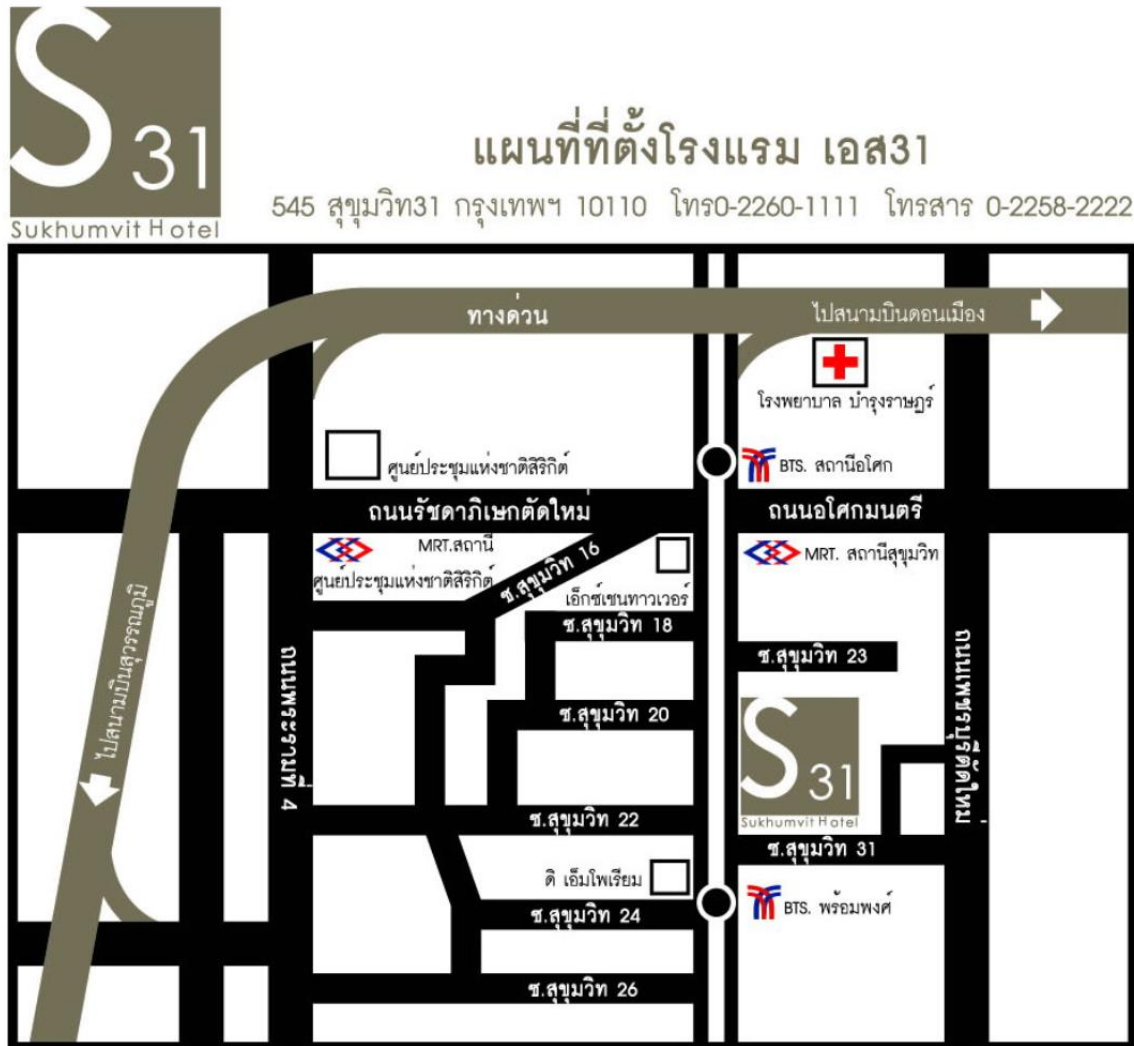 S31
Sukhumvit Hotel
แผนที่ที่ตั้งโรงแรม เอส31
545 สุขุมวิท31 กรุงเทพฯ 10110 โทร0-2260-1111 โทรสาร 0-2258-2222
ทางด่วน
ไปสนามบินดอนเมือง
โรงพยาบาล บำรุงราษฎร์
ศูนย์ประชุมแห่งชาติสิริกิต์
BTS. สถานีอโศก
ถนนรัชดาภิเษกตัดใหม่
ถนนอโศกมนตรี
MRT.สถานี
ศูนย์ประชุมแห่งชาติสิริกิต์
ซ.สุขุมวิท 16
MRT. สถานีสุขุมวิท
เอ็กซ์เชนทาวเวอร์
ซ.สุขุมวิท 18
ซ.สุขุมวิท 23
ไปสนามบินสุวรรณภูมิ
ถนนพระรามที่ 4
ถนนเพชรบุรีตัดใหม่
ซ.สุขุมวิท 20
S31
Sukhumvit Hotel
ซ.สุขุมวิท 22
ซ.สุขุมวิท 31
ดิ เอ็มโพเรียม
BTS. พร้อมพงศ์
ซ.สุขุมวิท 24
ซ.สุขุมวิท 26